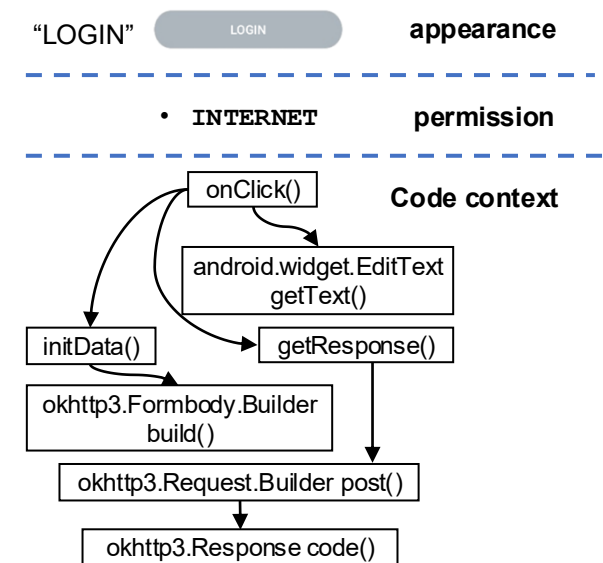 “LOGIN” LOGIN appearance
• INTERNET permission
onClick() Code context
android.widget.EditText
getText()
initData() getResponse()
okhttp3.Formbody.Builder
build()
okhttp3.Request.Builder post()
okhttp3.Response code()